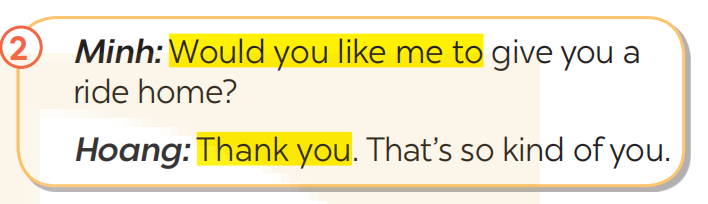 2
Minh: Would you like me to give you a
ride home?
Hoang: Thank you. That's so kind of you.